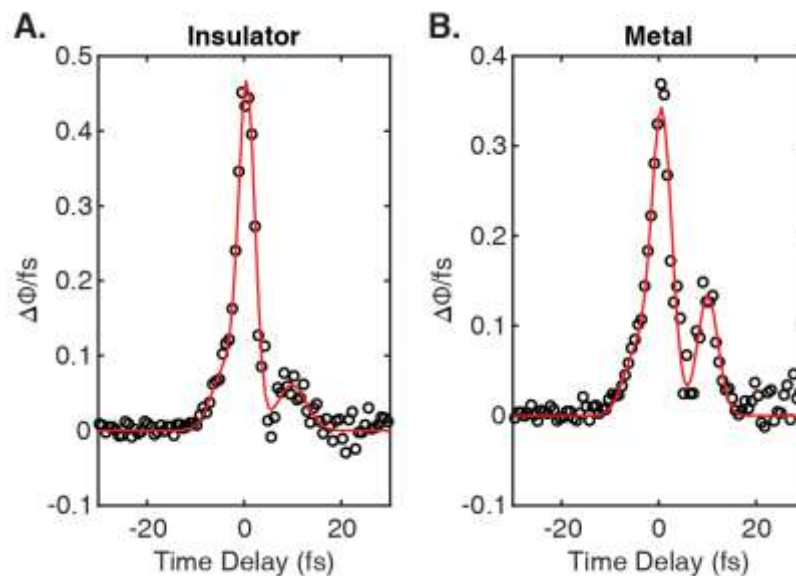 A.
Insulator
0.5
0.4
0.3
0.2
0.1
0
-0.1
ΔΦ/fs
-20
0
20
Time Delay (fs)
B.
Metal
0.4
0.3
0.2
0.1
0
-0.1
ΔΦ/fs
-20
0
20
Time Delay (fs)